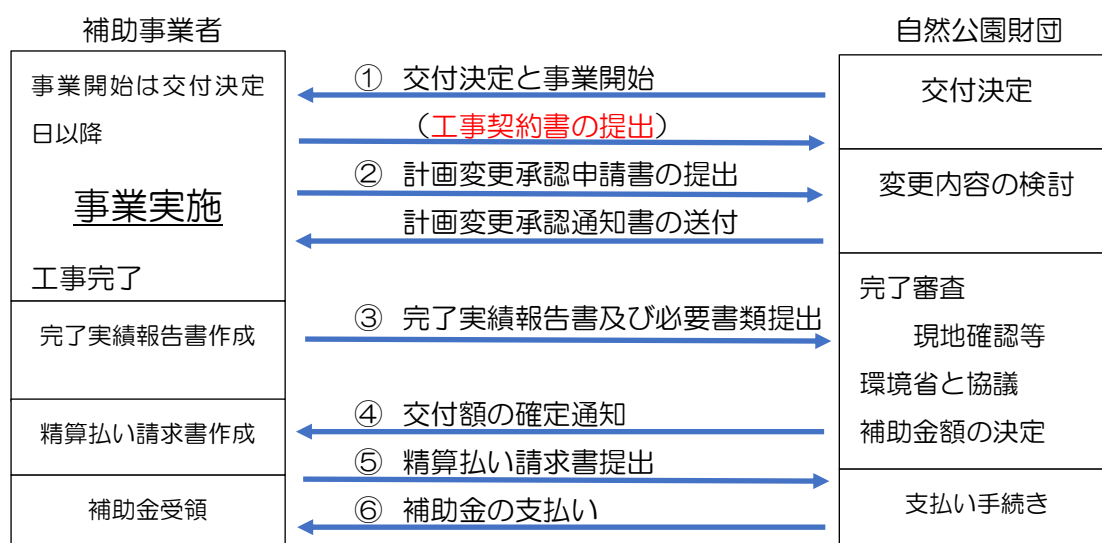 補助事業者
自然公園財団
事業開始は交付決定
日以降
事業実施
工事完了
完了実績報告書作成
精算払い請求書作成
補助金受領
① 交付決定と事業開始
（工事契約書の提出）
② 計画変更承認申請書の提出
計画変更承認通知書の送付
③ 完了実績報告書及び必要書類提出
④ 交付額の確定通知
⑤ 精算払い請求書提出
⑥ 補助金の支払い
交付決定
変更内容の検討
完了審査
現地確認等
環境省と協議
補助金額の決定
支払い手続き